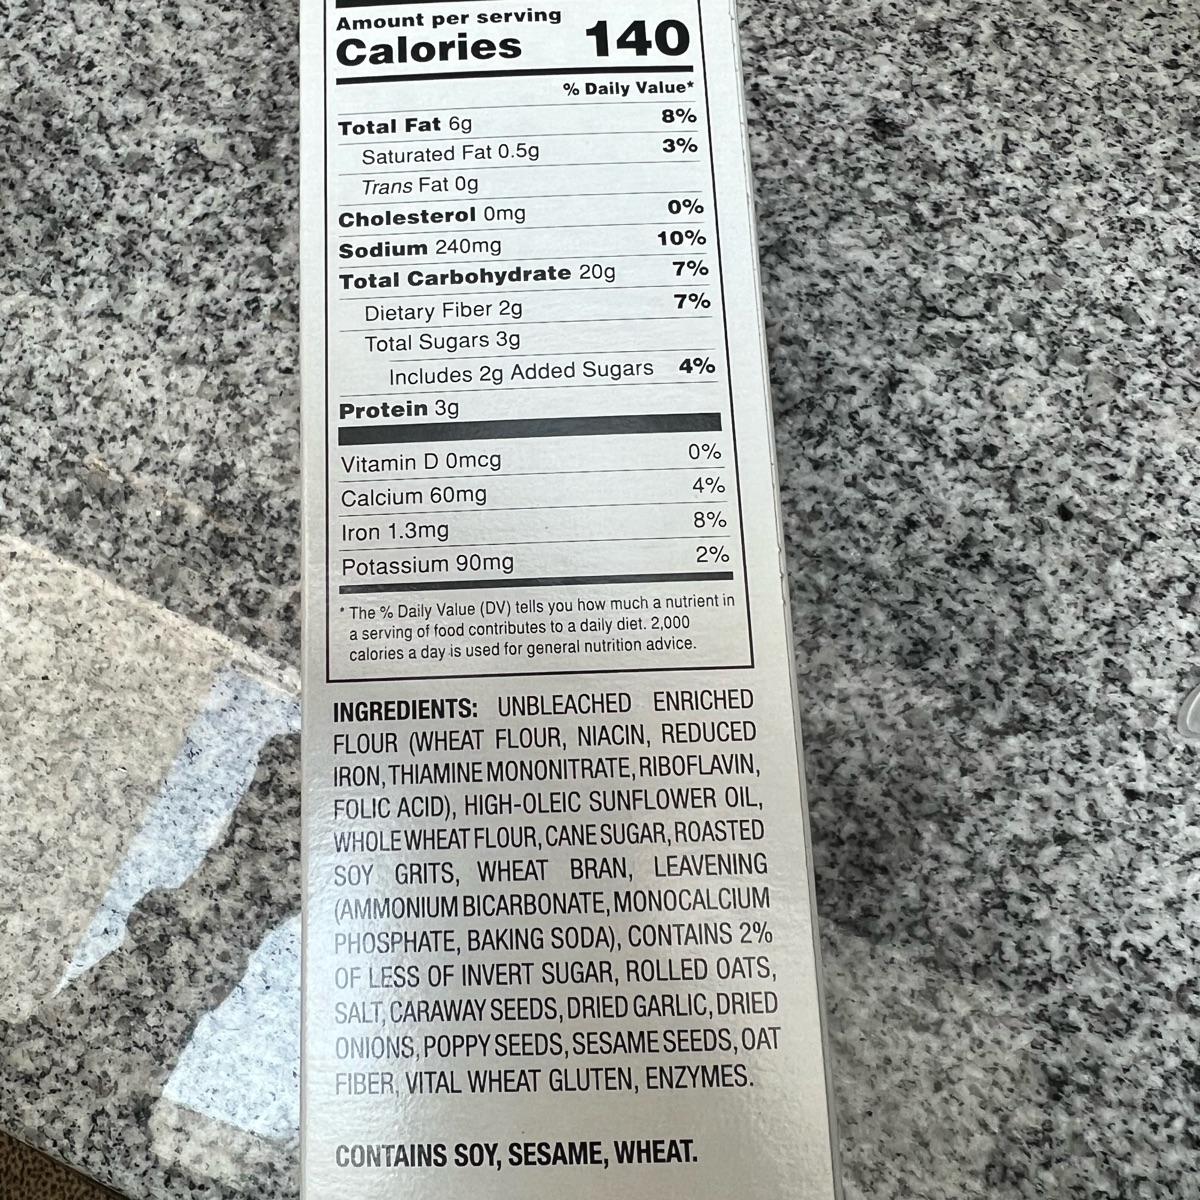 Amount per serving
Calories 140
% Daily Value*
Total Fat 6g 8%
Saturated Fat 0.5g 3%
Trans Fat 0g
Cholesterol 0mg 0%
Sodium 240mg 10%
Total Carbohydrate 20g 7%
Dietary Fiber 2g 7%
Total Sugars 3g
Includes 2g Added Sugars 4%
Protein 3g
Vitamin D 0mcg 0%
Calcium 60mg 4%
Iron 1.3mg 8%
Potassium 90mg 2%
* The % Daily Value (DV) tells you how much a nutrient in
a serving of food contributes to a daily diet. 2,000
calories a day is used for general nutrition advice.
INGREDIENTS: UNBLEACHED ENRICHED
FLOUR (WHEAT FLOUR, NIACIN, REDUCED
IRON, THIAMINE MONONITRATE, RIBOFLAVIN,
FOLIC ACID), HIGH-OLEIC SUNFLOWER OIL,
WHOLE WHEAT FLOUR, CANE SUGAR, ROASTED
SOY GRITS, WHEAT BRAN, LEAVENING
(AMMONIUM BICARBONATE, MONOCALCIUM
PHOSPHATE, BAKING SODA), CONTAINS 2%
OF LESS OF INVERT SUGAR, ROLLED OATS,
SALT, CARAWAY SEEDS, DRIED GARLIC, DRIED
ONIONS, POPPY SEEDS, SESAME SEEDS, OAT
FIBER, VITAL WHEAT GLUTEN, ENZYMES.
CONTAINS SOY, SESAME, WHEAT.